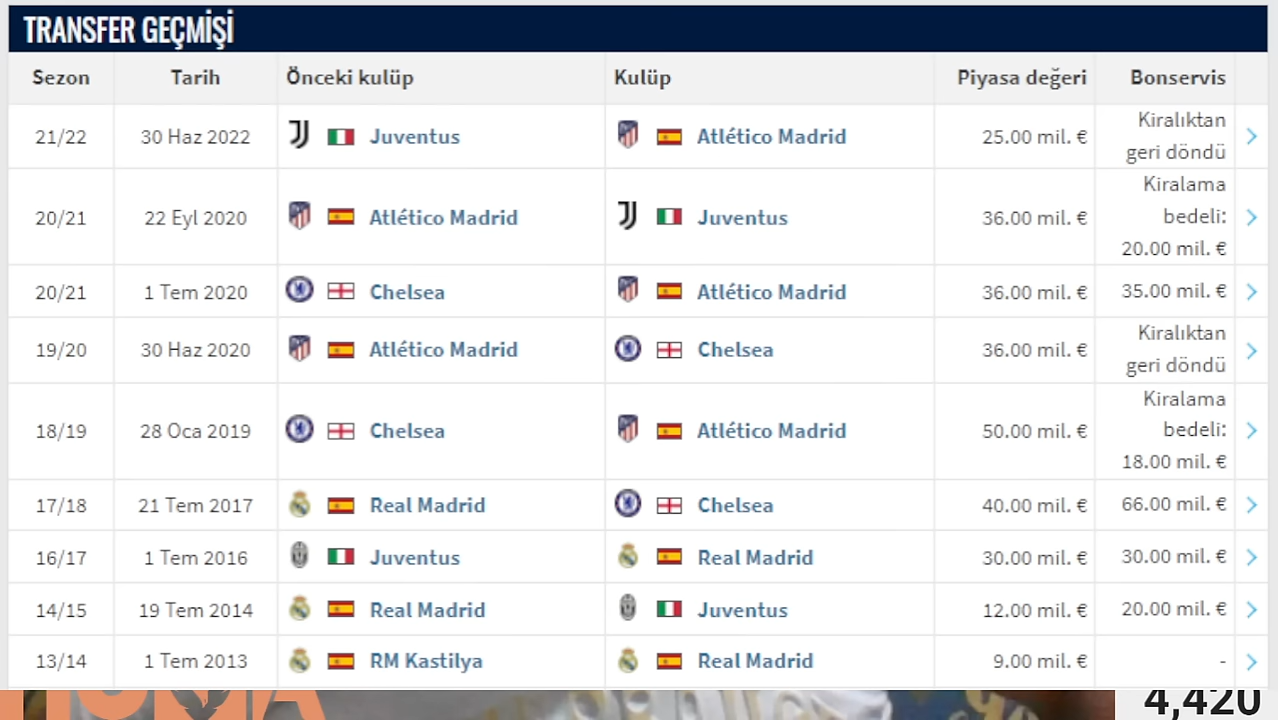 TRANSFER GEÇMİŞİ
Sezon Tarih Önceki kulüp Kulüp Piyasa değeri Bonservis
21/22 30 Haz 2022 Juventus Atlético Madrid 25.00 mil. € Kiralıktan geri döndü
20/21 22 Eyl 2020 Atlético Madrid Juventus 36.00 mil. € Kiralama bedeli: 20.00 mil. €
20/21 1 Tem 2020 Chelsea Atlético Madrid 36.00 mil. € 35.00 mil. €
19/20 30 Haz 2020 Atlético Madrid Chelsea 36.00 mil. € Kiralıktan geri döndü
18/19 28 Oca 2019 Chelsea Atlético Madrid 50.00 mil. € Kiralama bedeli: 18.00 mil. €
17/18 21 Tem 2017 Real Madrid Chelsea 40.00 mil. € 66.00 mil. €
16/17 1 Tem 2016 Juventus Real Madrid 30.00 mil. € 30.00 mil. €
14/15 19 Tem 2014 Real Madrid Juventus 12.00 mil. € 20.00 mil. €
13/14 1 Tem 2013 RM Kastilya Real Madrid 9.00 mil. € -
4,420